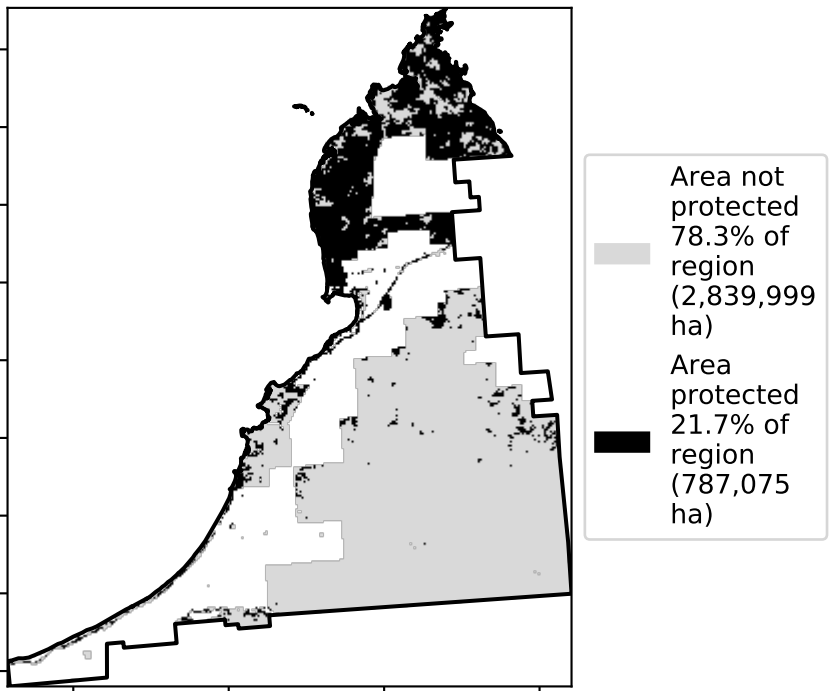 Area not
protected
78.3% of
region
(2,839,999
ha)
Area
protected
21.7% of
region
(787,075
ha)